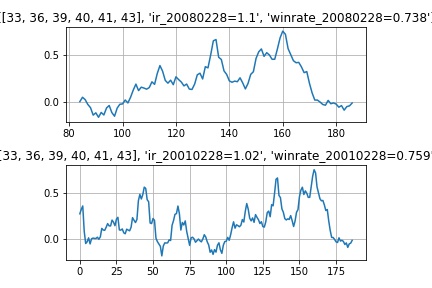 [[33, 36, 39, 40, 41, 43], 'ir_20080228=1.1', 'winrate_20080228=0.738']
0.5
0.0
80 100 120 140 160 180
[33, 36, 39, 40, 41, 43], 'ir_20010228=1.02', 'winrate_20010228=0.759'
0.5
0.0
0 25 50 75 100 125 150 175